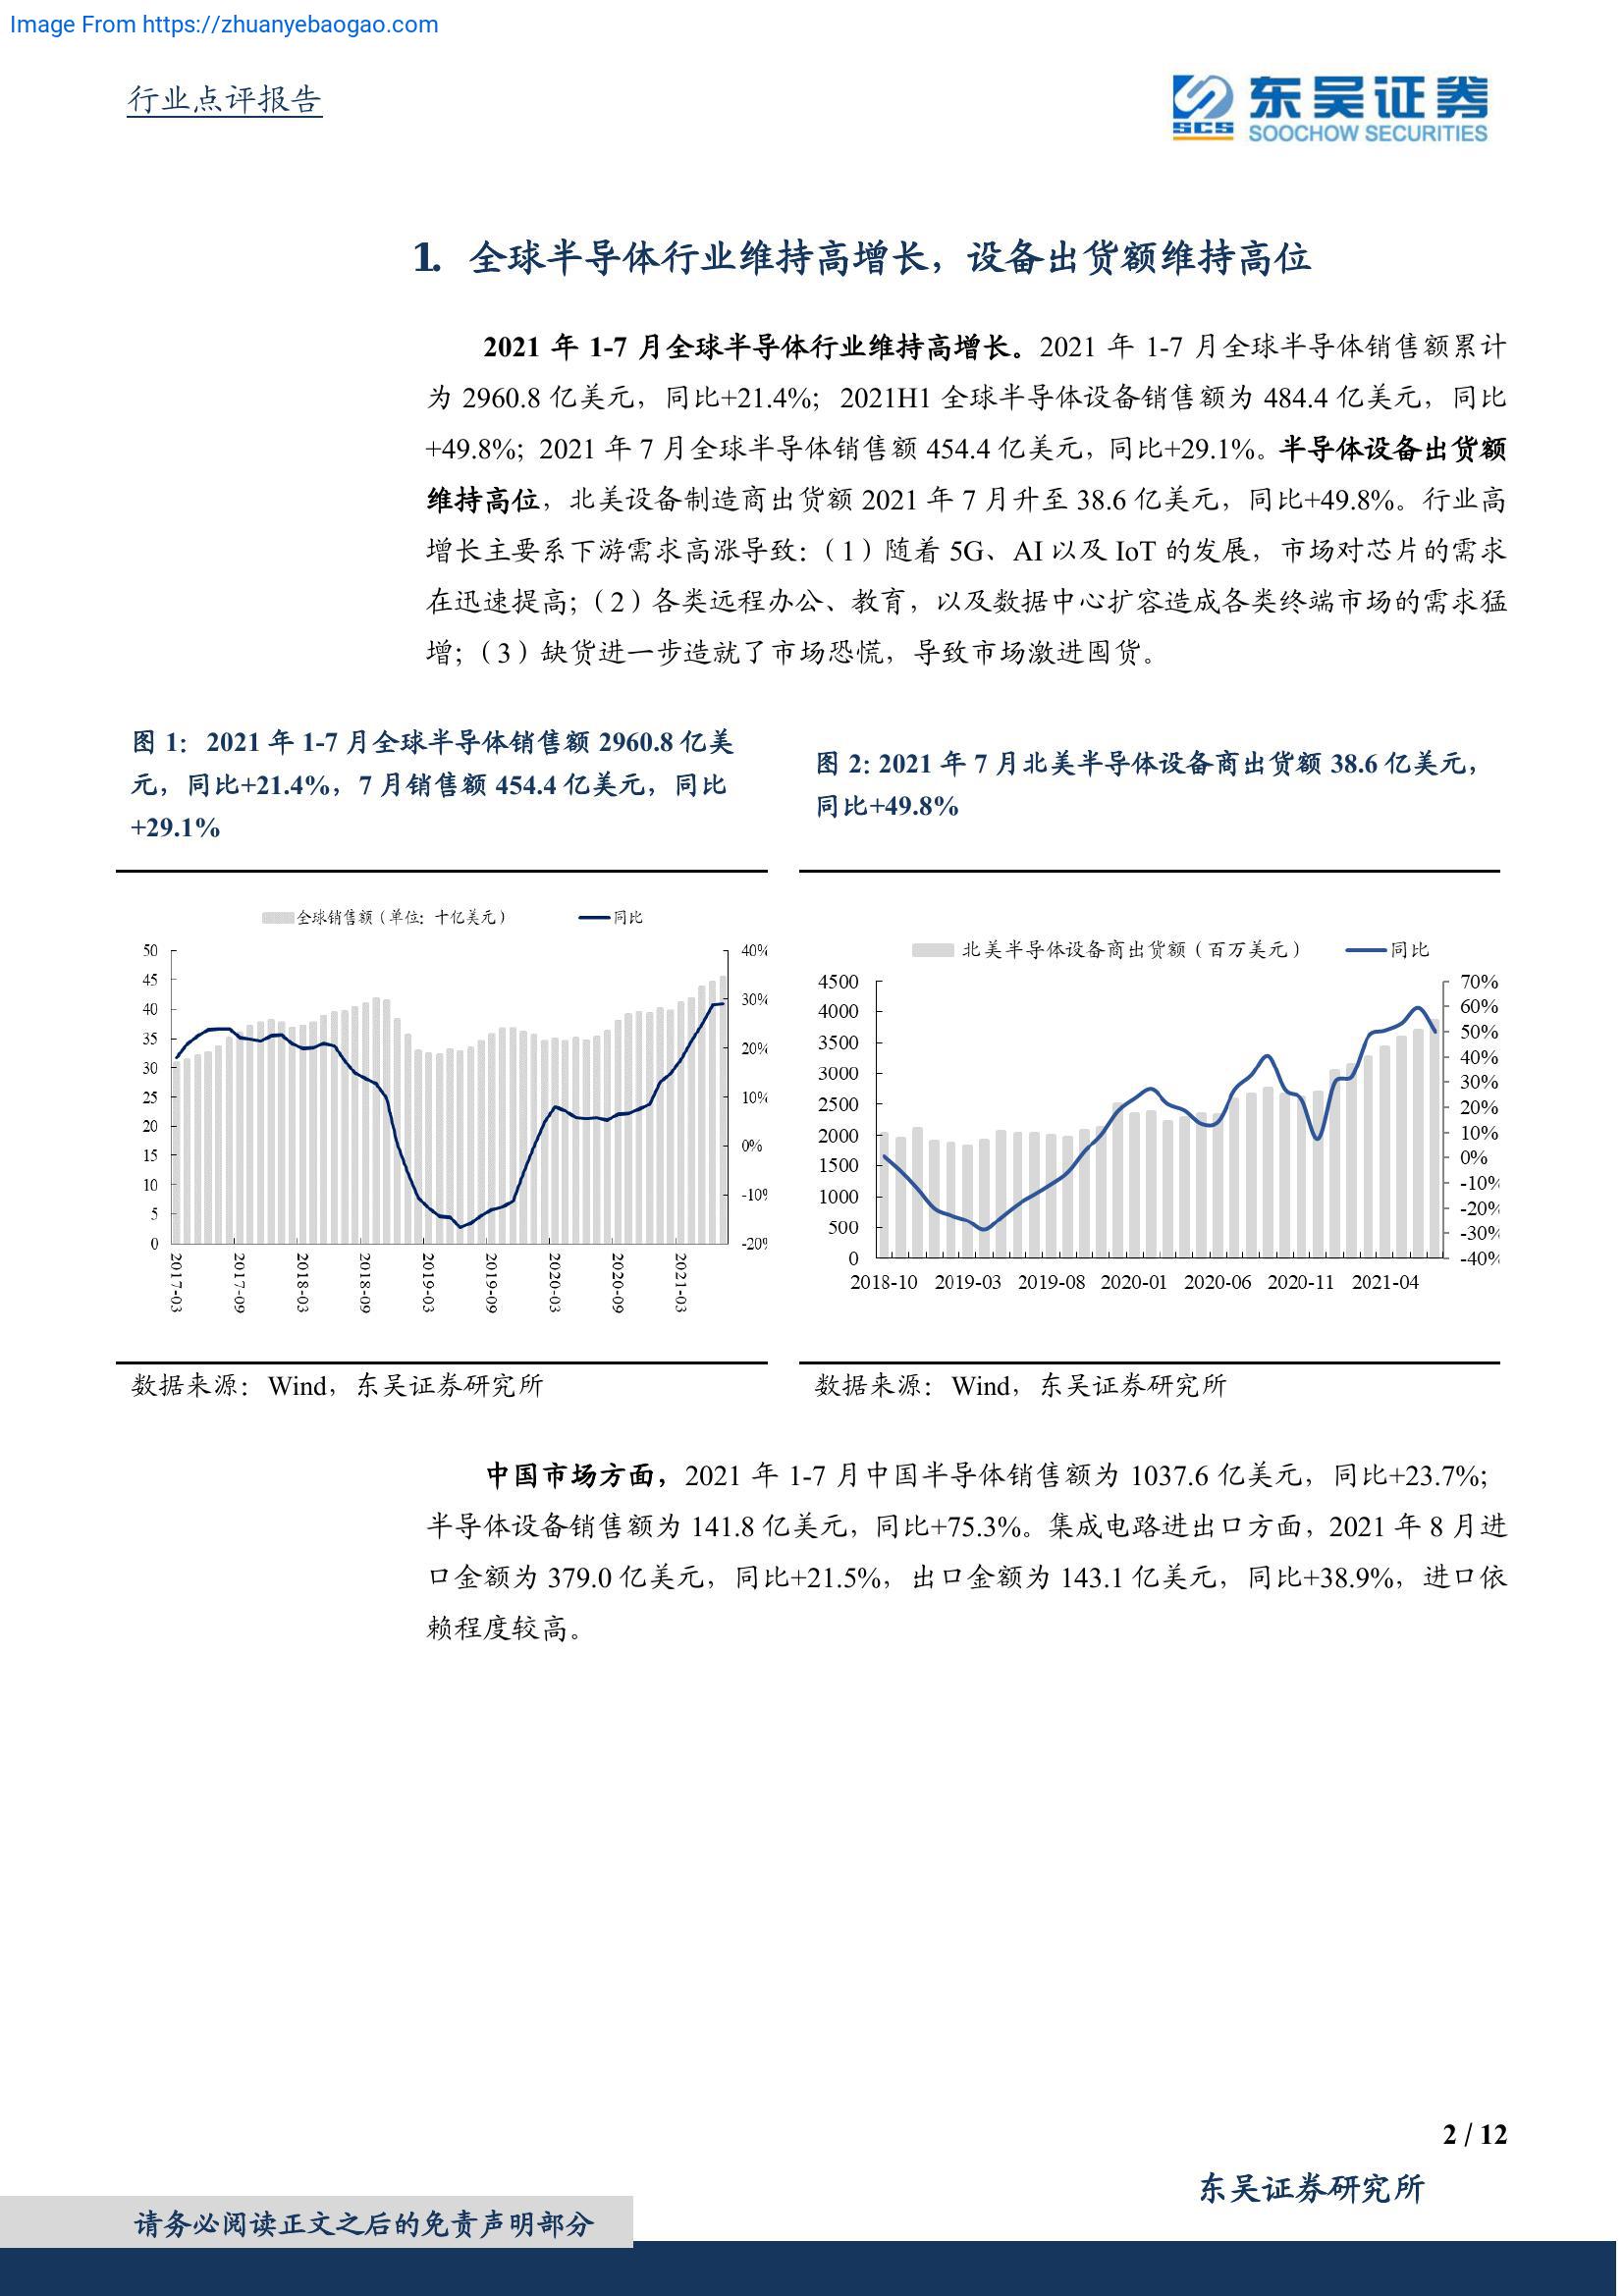 Image From https://zhuanyebaogao.com
行业点评报告
SCS
东吴证券
SOOCHOW SECURITIES
1. 全球半导体行业维持高增长，设备出货额维持高位
2021 年 1-7 月全球半导体行业维持高增长。2021 年 1-7 月全球半导体销售额累计
为 2960.8 亿美元，同比+21.4%；2021H1 全球半导体设备销售额为 484.4 亿美元，同比
+49.8%；2021 年 7 月全球半导体销售额 454.4 亿美元，同比+29.1%。半导体设备出货额
维持高位，北美设备制造商出货额 2021 年 7 月升至 38.6 亿美元，同比+49.8%。行业高
增长主要系下游需求高涨导致：（1）随着 5G、AI 以及 IoT 的发展，市场对芯片的需求
在迅速提高；（2）各类远程办公、教育，以及数据中心扩容造成各类终端市场的需求猛
增；（3）缺货进一步造就了市场恐慌，导致市场激进囤货。
图 1：2021 年 1-7 月全球半导体销售额 2960.8 亿美
元，同比+21.4%，7 月销售额 454.4 亿美元，同比
+29.1%
全球销售额（单位：十亿美元） 同比
50
45
40
35
30
25
20
15
10
5
0
40%
30%
20%
10%
0%
-10%
-20%
2017-03
2017-09
2018-03
2018-09
2019-03
2019-09
2020-03
2020-09
2021-03
数据来源：Wind，东吴证券研究所
图 2：2021 年 7 月北美半导体设备商出货额 38.6 亿美元，
同比+49.8%
北美半导体设备商出货额（百万美元） 同比
4500
4000
3500
3000
2500
2000
1500
1000
500
0
70%
60%
50%
40%
30%
20%
10%
0%
-10%
-20%
-30%
-40%
2018-10 2019-03 2019-08 2020-01 2020-06 2020-11 2021-04
数据来源：Wind，东吴证券研究所
中国市场方面，2021 年 1-7 月中国半导体销售额为 1037.6 亿美元，同比+23.7%；
半导体设备销售额为 141.8 亿美元，同比+75.3%。集成电路进出口方面，2021 年 8 月进
口金额为 379.0 亿美元，同比+21.5%，出口金额为 143.1 亿美元，同比+38.9%，进口依
赖程度较高。
2 / 12
东吴证券研究所
请务必阅读正文之后的免责声明部分